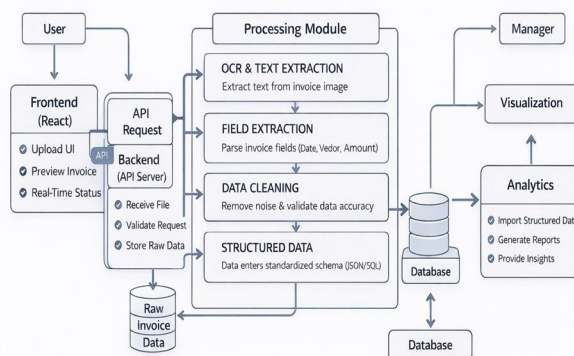 User
Processing Module
Manager
OCR & TEXT EXTRACTION
Extract text from invoice image
Frontend
(React)
Upload UI
Preview Invoice
Real-Time Status
API
Request
API
Backend
(API Server)
Receive File
Validate Request
Store Raw Data
FIELD EXTRACTION
Parse invoice fields (Date, Vedor, Amount)
DATA CLEANING
Remove noise & validate data accuracy
STRUCTURED DATA
Data enters standardized schema (JSON/SQL)
Raw
Invoice
Data
Visualization
Analytics
Import Structured Dat
Generate Reports
Provide Insights
Database
Database